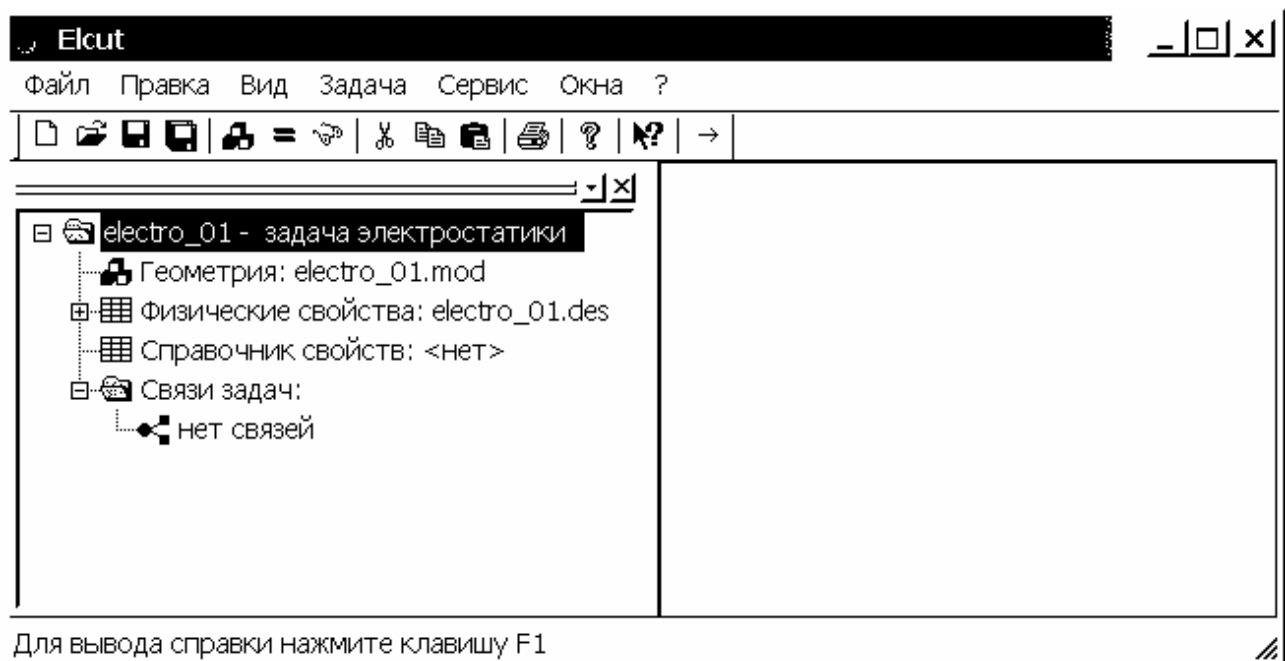 Elcut
Файл Правка Вид Задача Сервис Окна ?
electro_01 - задача электростатики
Геометрия: electro_01.mod
Физические свойства: electro_01.des
Справочник свойств: <нет>
Связи задач:
нет связей
Для вывода справки нажмите клавишу F1